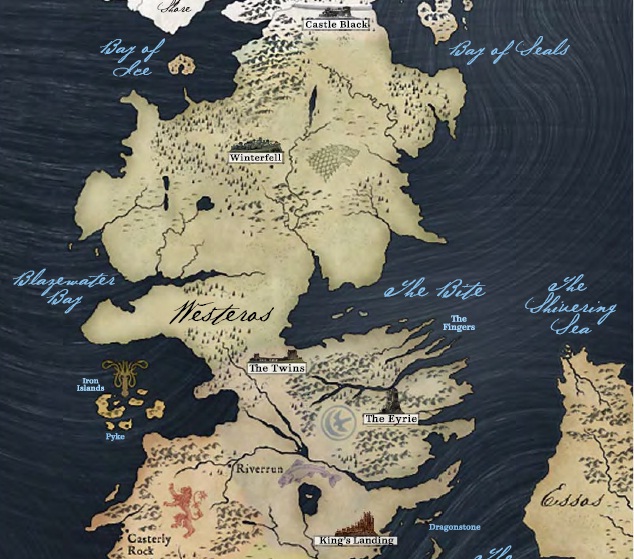 Shore
Castle Black
Bay of
Ice
Bay of Seals
Winterfell
Blazewater
Bay
The Bite
The
Shivering
Sea
Westeros
The
Fingers
The Twins
Iron
Islands
The Eyrie
Pyke
Riverrun
Essos
Dragonstone
Casterly
Rock
King's Landing
The